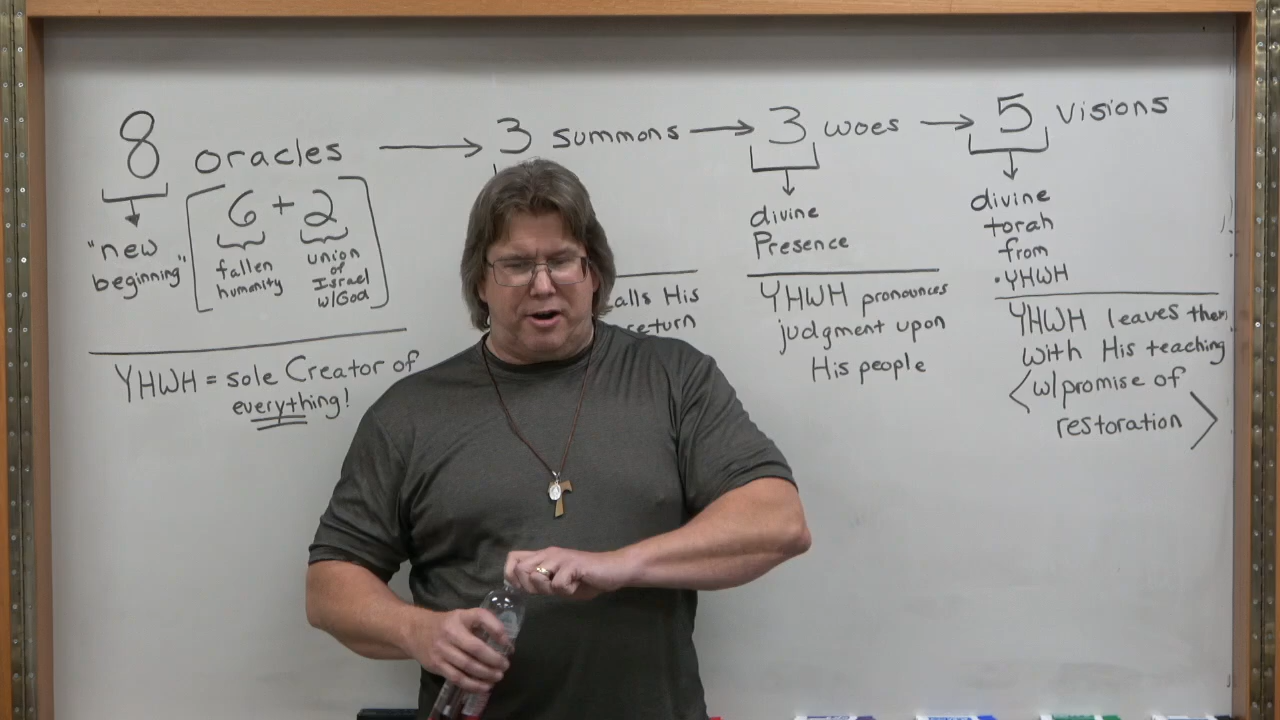 8 oracles → 3 summons → 3 woes → 5 visions
"new
beginning"
[6 + 2]
fallen
humanity
union
of
Israel
w/God
YHWH = sole Creator of
everything!
alls His
return
divine
Presence
YHWH pronounces
judgment upon
His people
divine
torah
from
·YHWH
YHWH leaves them
with His teaching
<w/promise of
restoration>